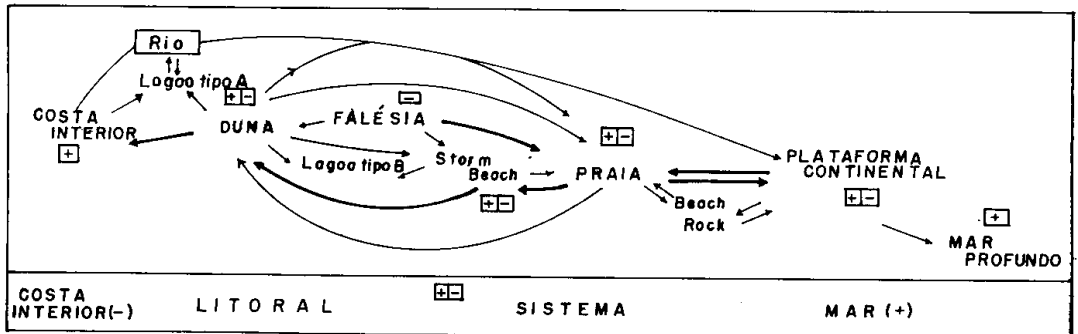 Rio
Lagoa tipo A
+ -
COSTA
INTERIOR
+
DUNA
FALÉSIA
-
Lagoa tipo B
Storm
Beach
+ -
PRAIA
+ -
Beach
Rock
PLATAFORMA
CONTINENTAL
+ -
+
MAR
PROFUNDO
COSTA
INTERIOR(-)
LITORAL
+ -
SISTEMA
MAR (+)